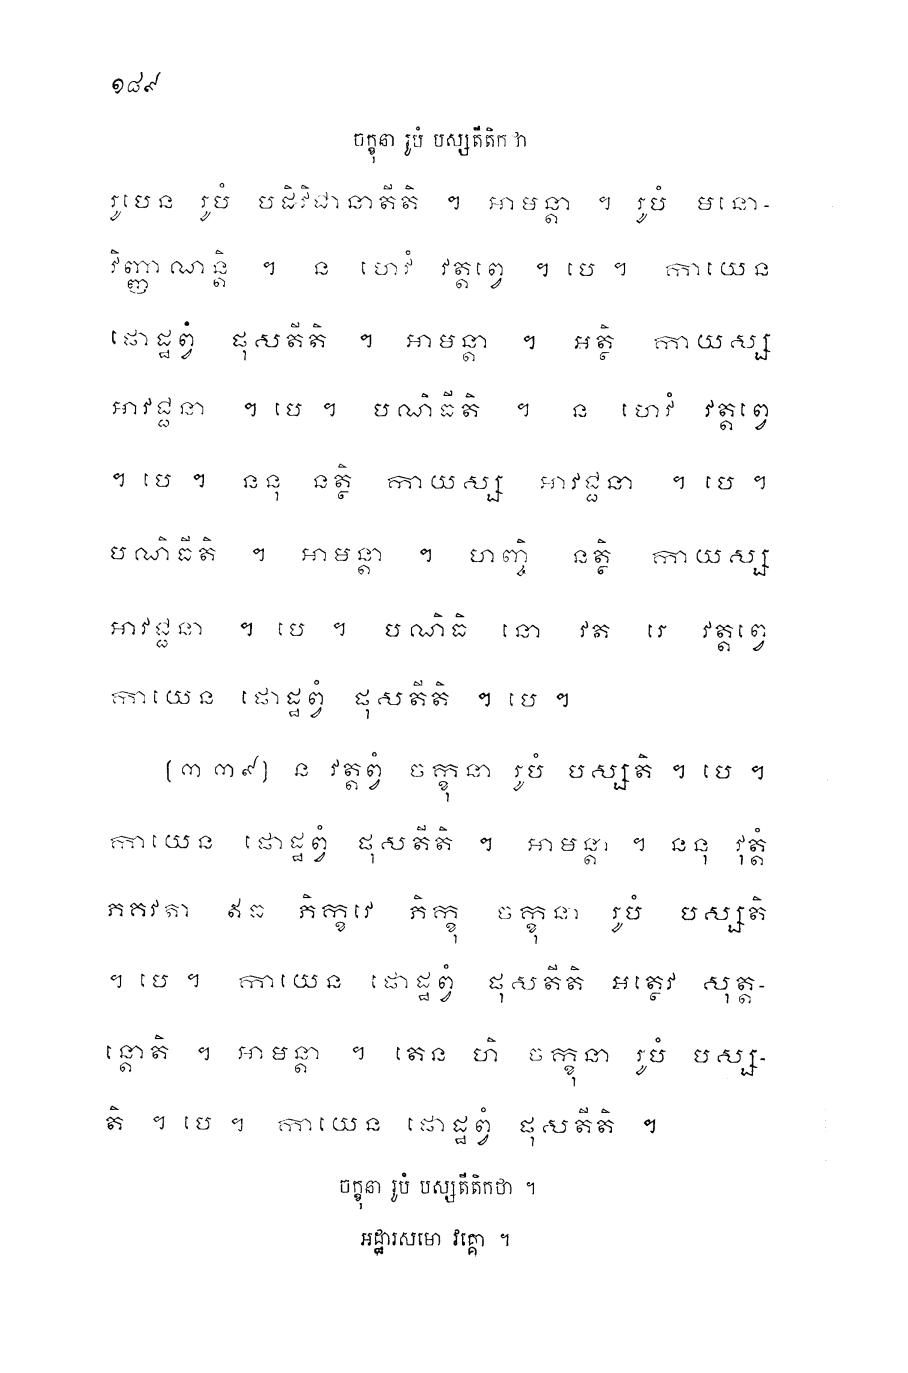 ១៨៩
ចក្ខុនា រូបំ បស្សតីតិកថា
រូបេន រូបំ បដិវិជានាតីតិ ។ អាមន្តា ។ រូបំ មនោ-
វិញ្ញាណន្តិ ។ ន ហេវំ វត្តព្វេ ។ បេ ។ កាយេន
ផោដ្ឋព្វំ ផុសតីតិ ។ អាមន្តា ។ អត្ថិ កាយស្ស
អាវជ្ជនា ។ បេ ។ បណិធីតិ ។ ន ហេវំ វត្តព្វេ
។ បេ ។ ននុ នត្ថិ កាយស្ស អាវជ្ជនា ។ បេ ។
បណិធីតិ ។ អាមន្តា ។ ហញ្ចិ នត្ថិ កាយស្ស
អាវជ្ជនា ។ បេ ។ បណិធិ នោ វត រេ វត្តព្វេ
កាយេន ផោដ្ឋព្វំ ផុសតីតិ ។ បេ ។
(៣៣៩) ន វត្តព្វំ ចក្ខុនា រូបំ បស្សតិ ។ បេ ។
កាយេន ផោដ្ឋព្វំ ផុសតីតិ ។ អាមន្តា ។ ននុ វុត្តំ
ភគវតា ឥធ ភិក្ខវេ ភិក្ខុ ចក្ខុនា រូបំ បស្សតិ
។ បេ ។ កាយេន ផោដ្ឋព្វំ ផុសតីតិ អត្ថេវ សុត្ត-
ន្តោតិ ។ អាមន្តា ។ តេន ហិ ចក្ខុនា រូបំ បស្ស-
តិ ។ បេ ។ កាយេន ផោដ្ឋព្វំ ផុសតីតិ ។
ចក្ខុនា រូបំ បស្សតីតិកថា ។
អដ្ឋារសមោ វគ្គោ ។